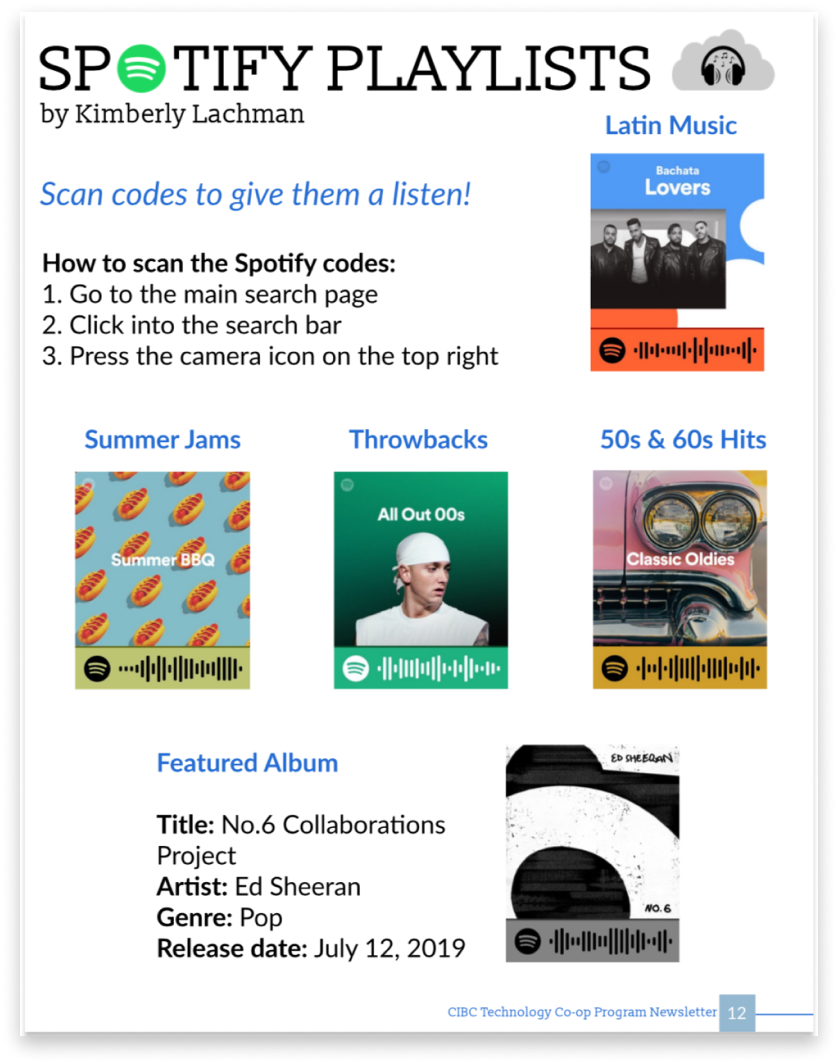 SPOTIFY PLAYLISTS
by Kimberly Lachman
Latin Music
Scan codes to give them a listen!
Bachata
Lovers
How to scan the Spotify codes:
1. Go to the main search page
2. Click into the search bar
3. Press the camera icon on the top right
Summer Jams
Throwbacks
50s & 60s Hits
Summer BBQ
All Out 00s
Classic Oldies
Featured Album
Title: No.6 Collaborations
Project
Artist: Ed Sheeran
Genre: Pop
Release date: July 12, 2019
ED SHEERAN
NO.6
CIBC Technology Co-op Program Newsletter 12